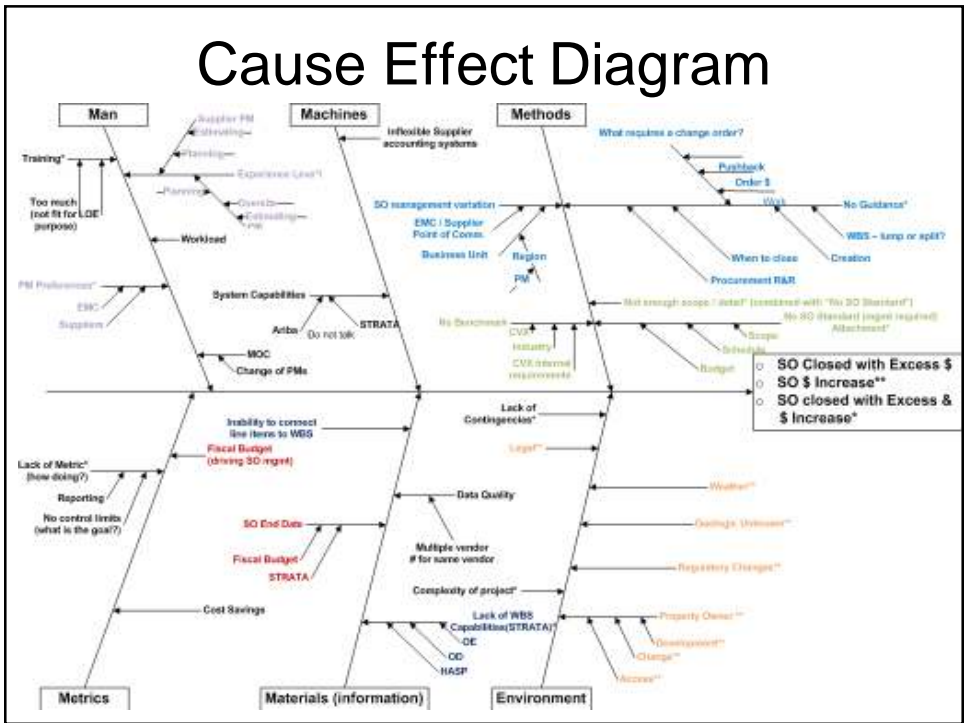 Cause Effect Diagram
Man
Machines
Methods
Supplier PM
Estimating
Planning
Training*
Experience Level*
Too much
(not fit for
purpose)
LOE
Planning
Oversite
Estimating
Workload
PM Preferences*
EMC
Suppliers
MOC
Change of PMs
Inflexible Supplier
accounting systems
System Capabilities
Ariba
Do not talk
STRATA
What requires a change order?
Pushback
Order $
Work
SO management variation
No Guidance*
EMC / Supplier
Point of Comm.
Business Unit
Region
PM
WBS – lump or split?
When to close
Creation
Procurement R&R
Not enough scope / detail* (combined with "No SO Standard")
No Benchmark
No SO Standard (mgmt required)
Attachment*
CVX
Industry
CVX Internal
requirements
Scope
Schedule
Budget
o SO Closed with Excess $
o SO $ Increase**
o SO closed with Excess &
$ Increase*
Fiscal Budget
(driving SO mgmt)
Lack of Metric*
(how doing?)
Reporting
No control limits
(what is the goal?)
Cost Savings
Metrics
Inability to connect
line items to WBS
Data Quality
Multiple vendor
# for same vendor
SO End Date
Fiscal Budget
STRATA
Lack of WBS
Capabilities(STRATA)*
OE
OD
HASP
Materials (information)
Lack of
Contingencies*
Legal**
Weather**
Geologic Unknown**
Regulatory Changes**
Complexity of project*
Property Owner **
Development**
Change**
Access**
Environment